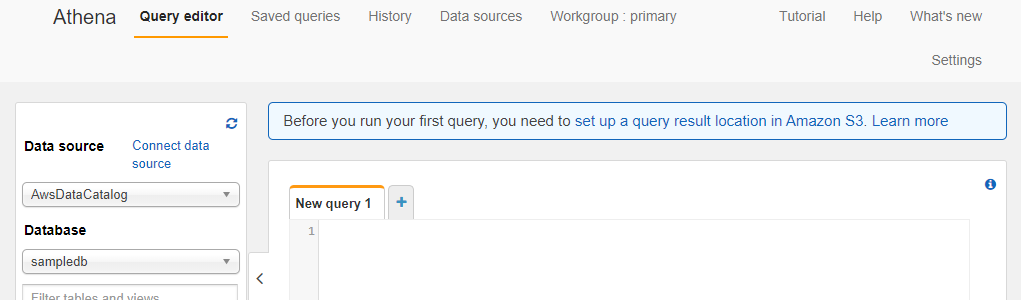 Athena Query editor Saved queries History Data sources Workgroup : primary Tutorial Help What's new
Settings
Before you run your first query, you need to set up a query result location in Amazon S3. Learn more
Data source Connect data
source
AwsDataCatalog
Database
sampledb
Filter tables and views
New query 1
1